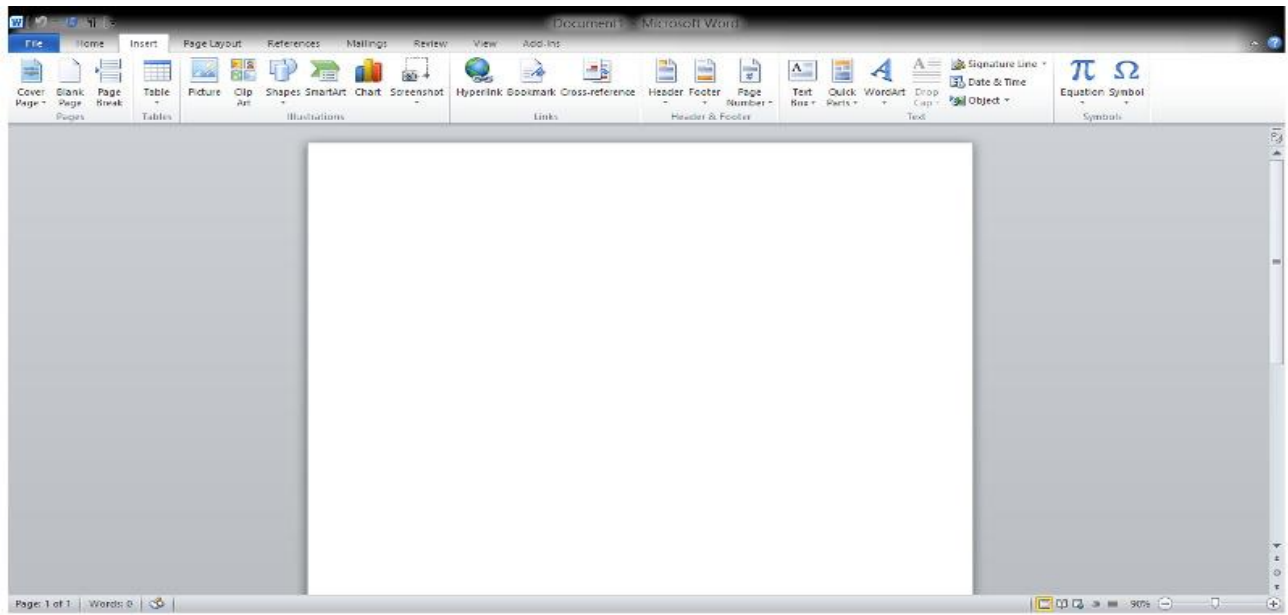 Document1 - Microsoft Word
File Home Insert Page Layout References Mailings Review View Add-Ins
Cover Page Blank Page Page Break Table Picture Clip Art Shapes SmartArt Chart Screenshot Hyperlink Bookmark Cross-reference Header Footer Page Number Text Box Quick Parts WordArt Drop Cap Signature Line Date & Time Object Equation Symbol
Pages Tables Illustrations Links Header & Footer Text Symbols
Page: 1 of 1 Words: 0 90%